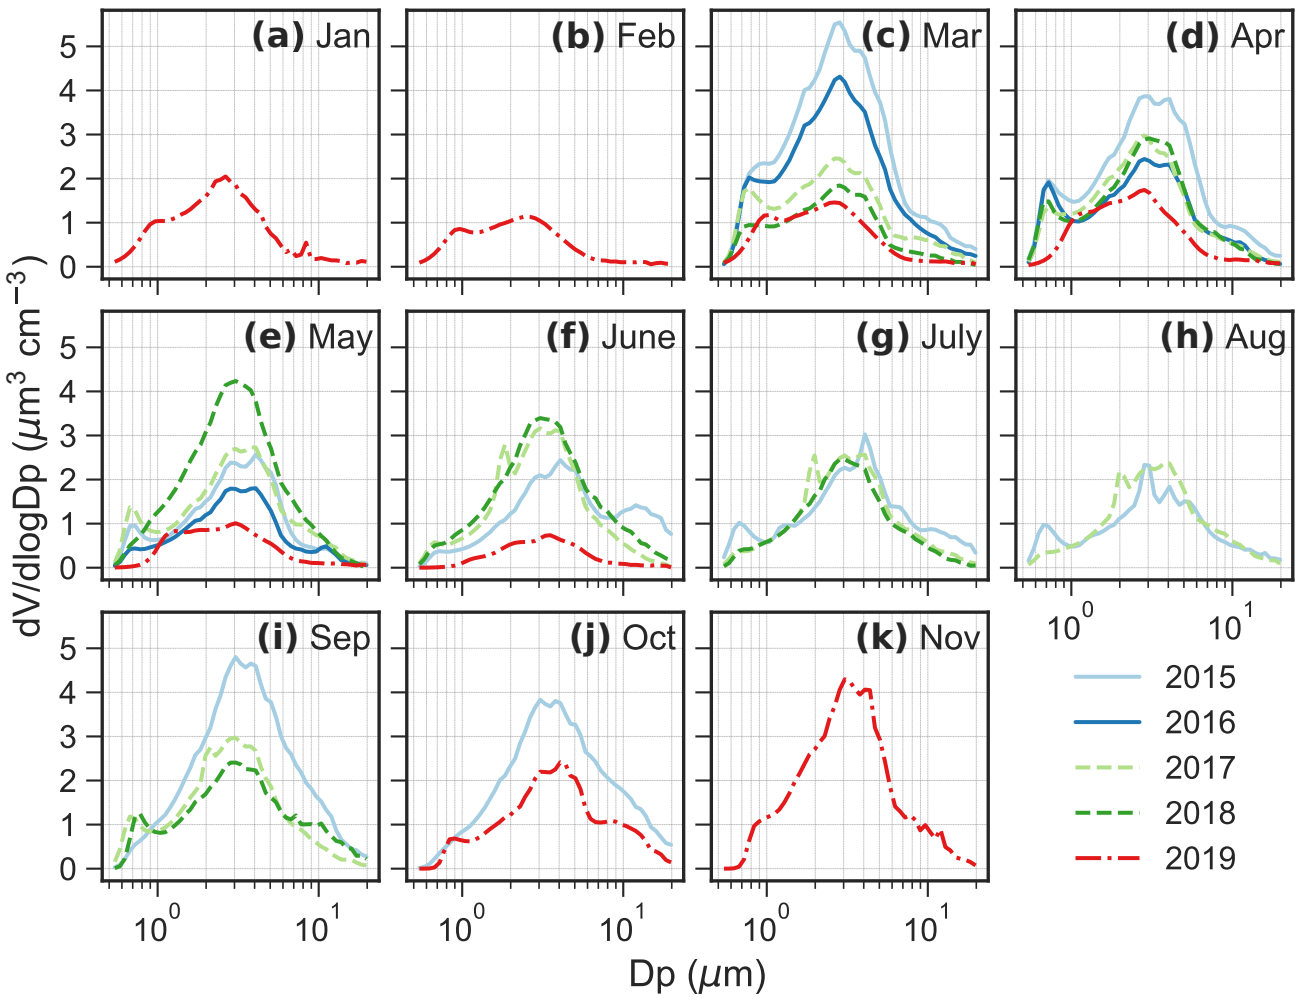 (a) Jan
(b) Feb
(c) Mar
(d) Apr
5
4
3
2
1
0
(e) May
(f) June
(g) July
(h) Aug
5
4
3
2
1
0
10⁰
10¹
(i) Sep
(j) Oct
(k) Nov
5
4
3
2
1
0
10⁰
10¹
10⁰
10¹
10⁰
10¹
2015
2016
2017
2018
2019
dV/dlogDp (μm³ cm⁻³)
Dp (μm)